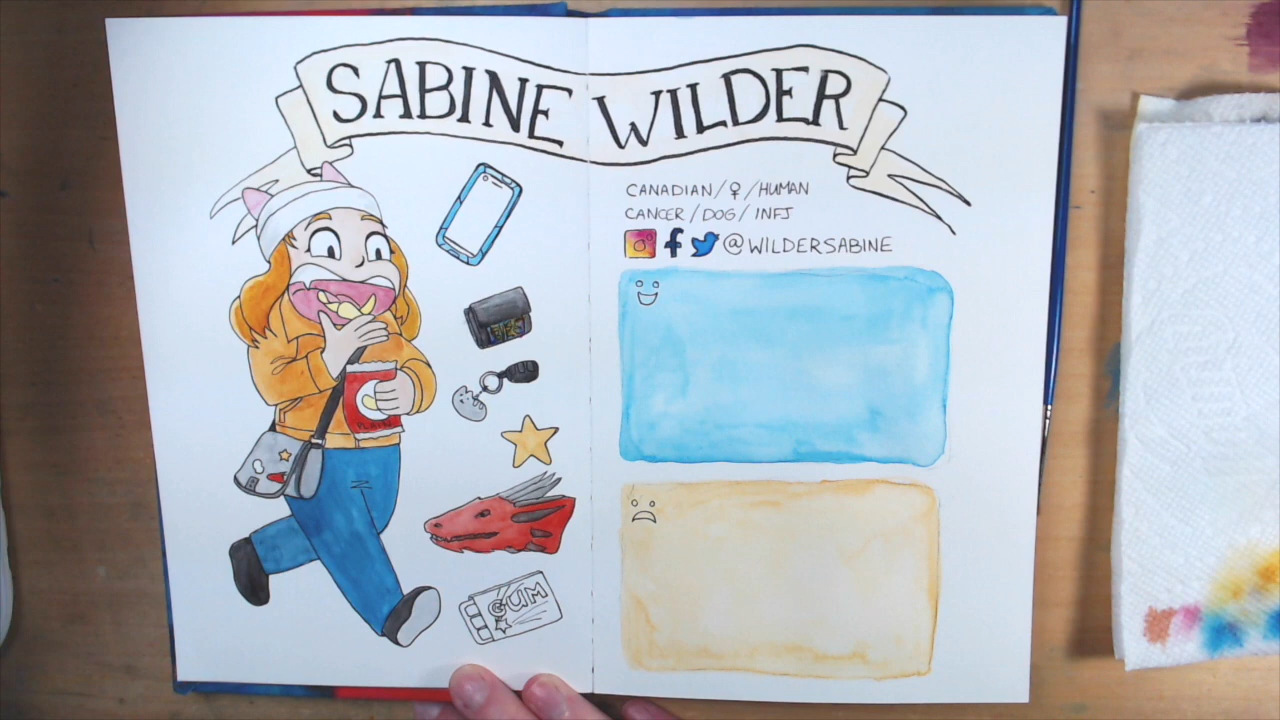 SABINE WILDER
CANADIAN/♀/HUMAN
CANCER/DOG/INFJ
@WILDERSABINE
PLAIN
GUM